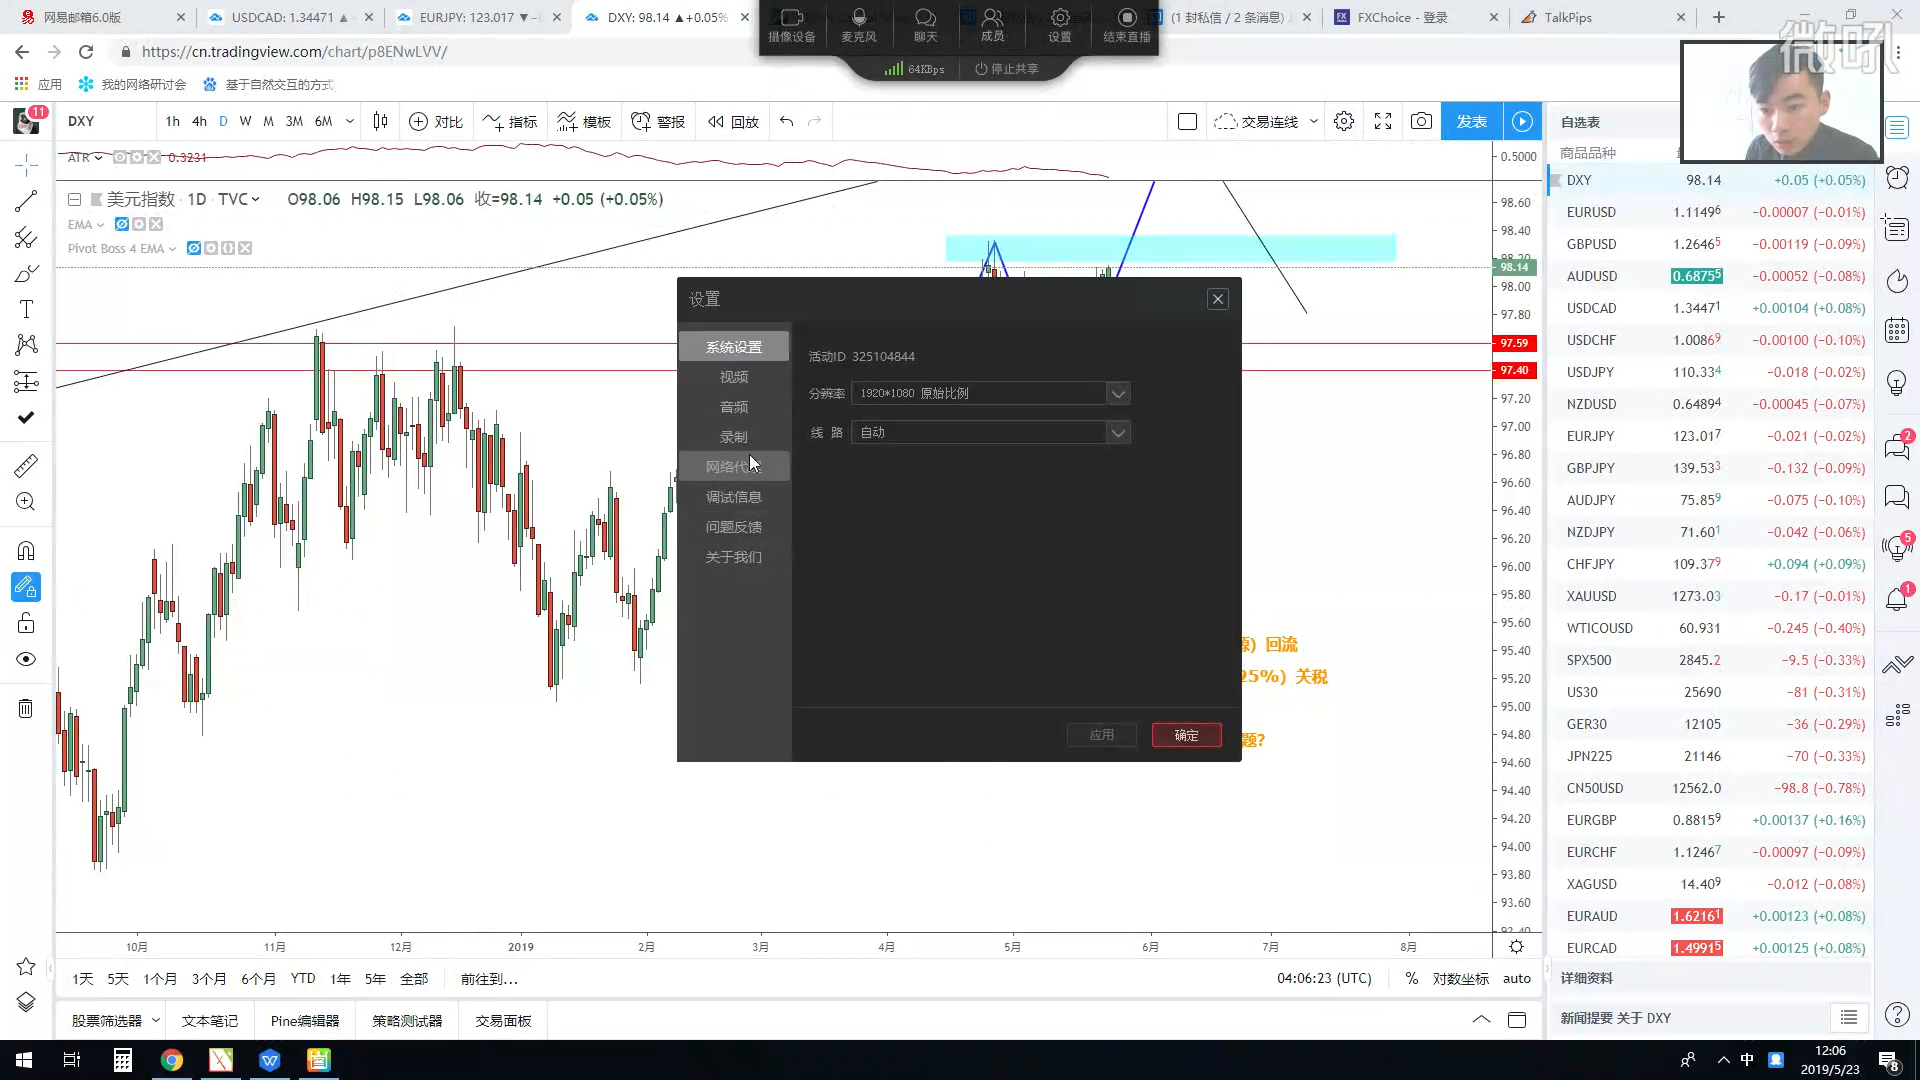 网易邮箱6.0版
USDCAD: 1.34471 ▲
EURJPY: 123.017 ▼
DXY: 98.14 ▲ +0.05%
(1 封私信 / 2 条消息)
FXChoice - 登录
TalkPips
摄像设备
麦克风
聊天
成员
设置
结束直播
64KBps
停止共享
微吼
https://cn.tradingview.com/chart/p8ENwLVV/
应用
我的网络研讨会
基于自然交互的方式
11
DXY
1h 4h D W M 3M 6M
对比
指标
模板
警报
回放
交易连线
发表
自选表
商品品种
ATR 0.3231
美元指数 · 1D · TVC
O98.06 H98.15 L98.06 收=98.14 +0.05 (+0.05%)
EMA
Pivot Boss 4 EMA
0.5000
98.60
98.40
98.20
98.14
98.00
97.80
97.59
97.40
97.20
97.00
96.80
96.60
96.40
96.20
96.00
95.80
95.60
95.40
95.20
95.00
94.80
94.60
94.40
94.20
94.00
93.80
93.60
93.40
设置
系统设置
视频
音频
录制
网络代
调试信息
问题反馈
关于我们
活动ID 325104844
分辨率 1920*1080 原始比例
线 路 自动
应用
确定
源）回流
25%）关税
题?
DXY 98.14 +0.05 (+0.05%)
EURUSD 1.11496 −0.00007 (−0.01%)
GBPUSD 1.26465 −0.00119 (−0.09%)
AUDUSD 0.68755 −0.00052 (−0.08%)
USDCAD 1.34471 +0.00104 (+0.08%)
USDCHF 1.00869 −0.00100 (−0.10%)
USDJPY 110.334 −0.018 (−0.02%)
NZDUSD 0.64894 −0.00045 (−0.07%)
EURJPY 123.017 −0.021 (−0.02%)
GBPJPY 139.533 −0.132 (−0.09%)
AUDJPY 75.859 −0.075 (−0.10%)
NZDJPY 71.601 −0.042 (−0.06%)
CHFJPY 109.379 +0.094 (+0.09%)
XAUUSD 1273.03 −0.17 (−0.01%)
WTICOUSD 60.931 −0.245 (−0.40%)
SPX500 2845.2 −9.5 (−0.33%)
US30 25690 −81 (−0.31%)
GER30 12105 −36 (−0.29%)
JPN225 21146 −70 (−0.33%)
CN50USD 12562.0 −98.8 (−0.78%)
EURGBP 0.88159 +0.00137 (+0.16%)
EURCHF 1.12467 −0.00097 (−0.09%)
XAGUSD 14.409 −0.012 (−0.08%)
EURAUD 1.62161 +0.00123 (+0.08%)
EURCAD 1.49915 +0.00125 (+0.08%)
2
5
1
10月 11月 12月 2019 2月 3月 4月 5月 6月 7月 8月
1天 5天 1个月 3个月 6个月 YTD 1年 5年 全部 前往到...
04:06:23 (UTC) % 对数坐标 auto
详细资料
股票筛选器 文本笔记 Pine编辑器 策略测试器 交易面板
新闻提要 关于 DXY
中
12:06
2019/5/23
8